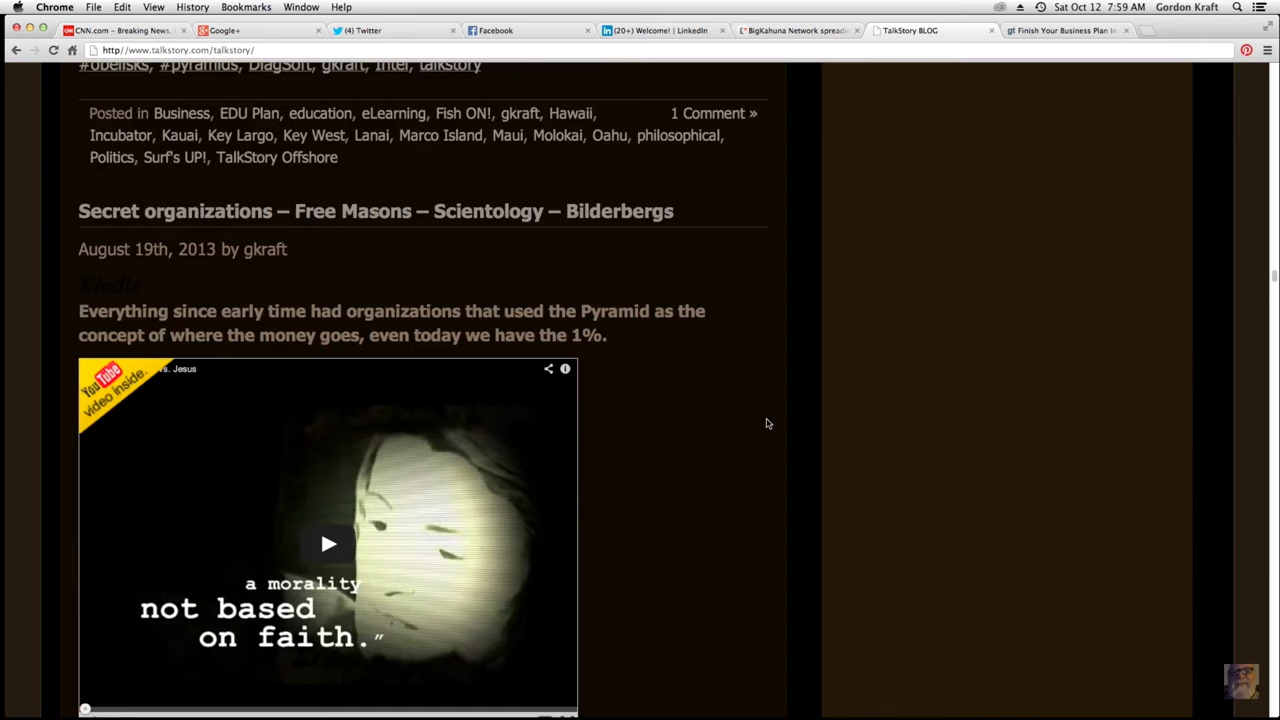 Chrome File Edit View History Bookmarks Window Help Sat Oct 12 7:59 AM Gordon Kraft
CNN.com – Breaking News, Google+ (4) Twitter Facebook (20+) Welcome! | LinkedIn BigKahuna Network spreadin TalkStory BLOG Finish Your Business Plan In
http://www.talkstory.com/talkstory/
#obelisks, #pyramids, DiagSoft, gkraft, Intel, talkstory
Posted in Business, EDU Plan, education, eLearning, Fish ON!, gkraft, Hawaii, 1 Comment »
Incubator, Kauai, Key Largo, Key West, Lanai, Marco Island, Maui, Molokai, Oahu, philosophical,
Politics, Surf's UP!, TalkStory Offshore
Secret organizations – Free Masons – Scientology – Bilderbergs
August 19th, 2013 by gkraft
Kindle
Everything since early time had organizations that used the Pyramid as the
concept of where the money goes, even today we have the 1%.
YouTube vs. Jesus
video inside.
a morality
not based
on faith.”